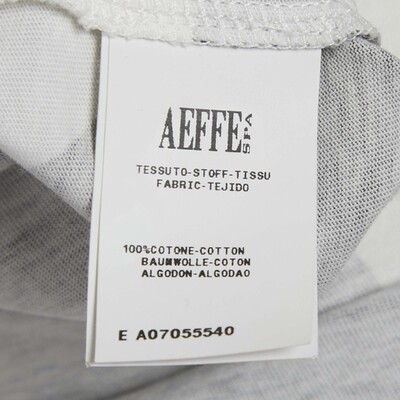 AEFFE SPA
TESSUTO-STOFF-TISSU
FABRIC-TEJIDO
100%COTONE-COTTON
BAUMWOLLE-COTON
ALGODON-ALGODAO
E A07055540